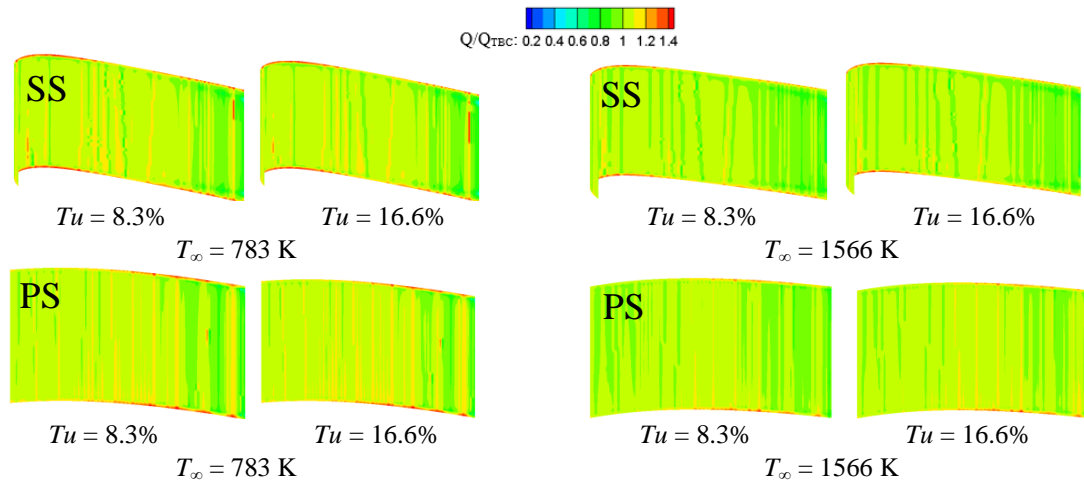 Q/QTBC: 0.2 0.4 0.6 0.8 1 1.2 1.4
SS
SS
Tu = 8.3% Tu = 16.6% Tu = 8.3% Tu = 16.6%
T∞ = 783 K T∞ = 1566 K
PS
PS
Tu = 8.3% Tu = 16.6% Tu = 8.3% Tu = 16.6%
T∞ = 783 K T∞ = 1566 K